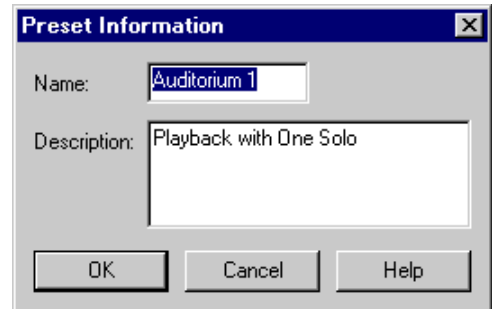 Preset Information
Name: Auditorium 1
Description: Playback with One Solo
OK Cancel Help